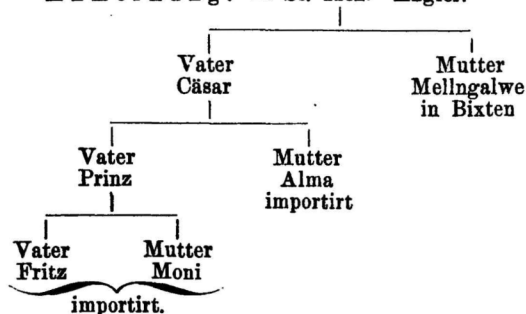 Vater Mutter
Cäsar Mellngalwe
in Bixten
Vater Mutter
Prinz Alma
importirt
Vater Mutter
Fritz Moni
importirt.